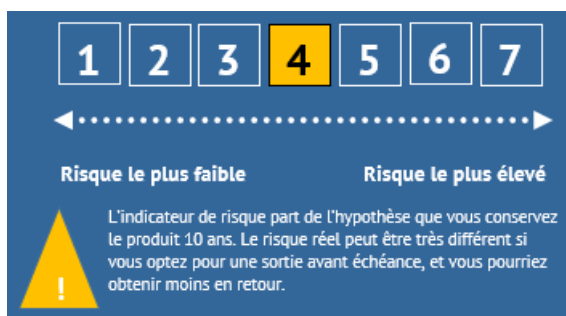 1 2 3 4 5 6 7
Risque le plus faible Risque le plus élevé
L'indicateur de risque part de l'hypothèse que vous conservez
le produit 10 ans. Le risque réel peut être très différent si
vous optez pour une sortie avant échéance, et vous pourriez
obtenir moins en retour.
!